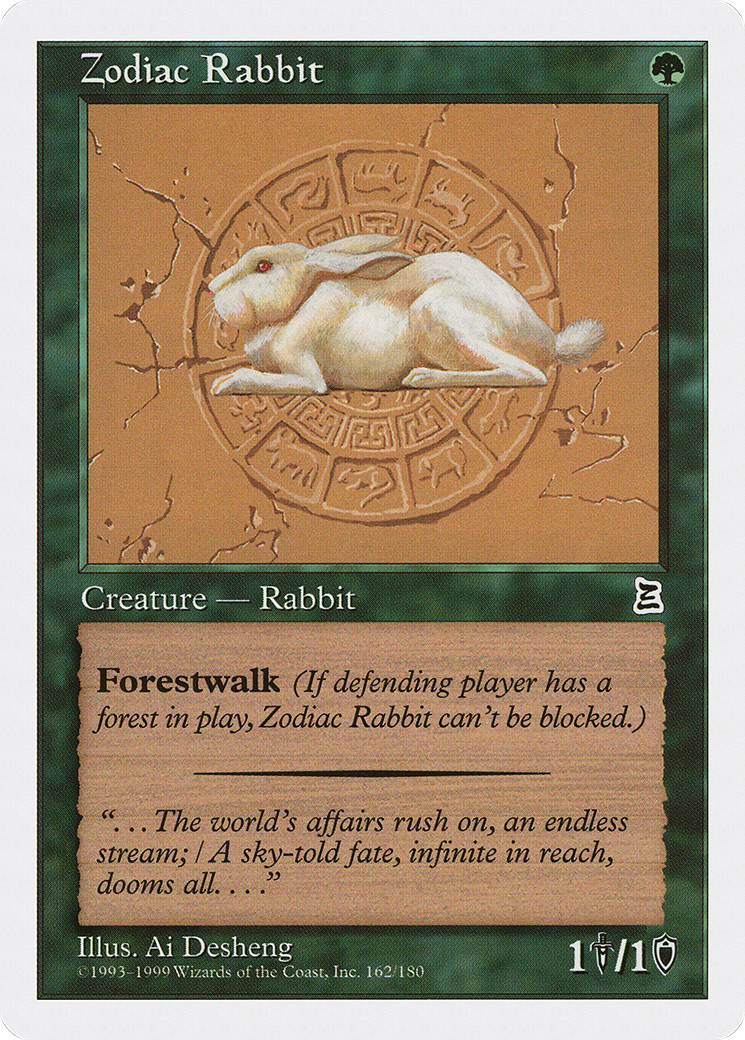 Zodiac Rabbit
Creature — Rabbit
Forestwalk (If defending player has a
forest in play, Zodiac Rabbit can't be blocked.)
“. . . The world's affairs rush on, an endless
stream; / A sky-told fate, infinite in reach,
dooms all. . . .”
Illus. Ai Desheng
©1993–1999 Wizards of the Coast, Inc. 162/180
1/1